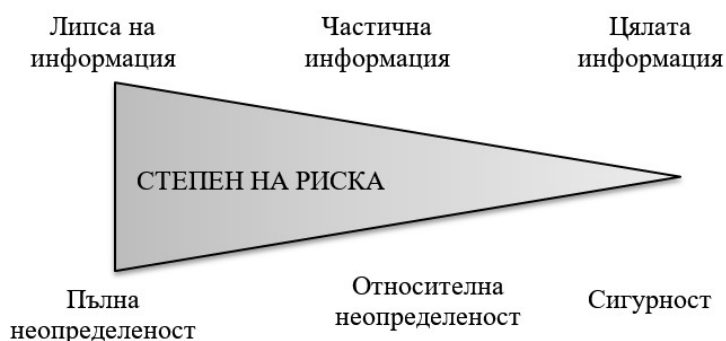 Липса на
информация
Частична
информация
Цялата
информация
СТЕПЕН НА РИСКА
Пълна
неопределеност
Относителна
неопределеност
Сигурност